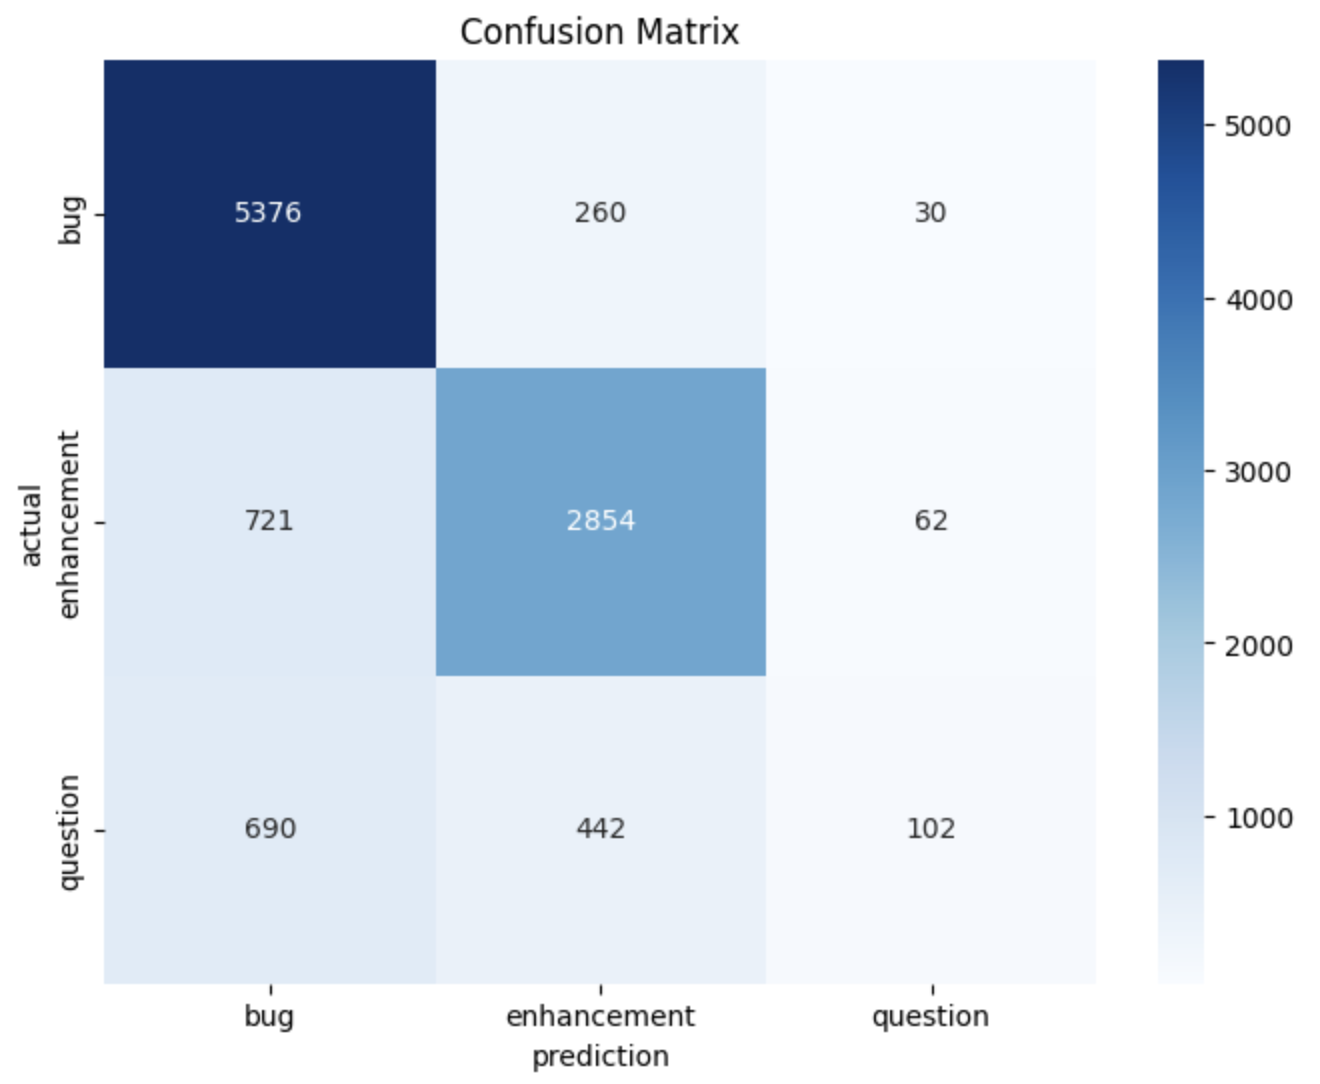 Confusion Matrix
bug
5376
260
30
enhancement
721
2854
62
question
690
442
102
actual
bug
enhancement
question
prediction
5000
4000
3000
2000
1000